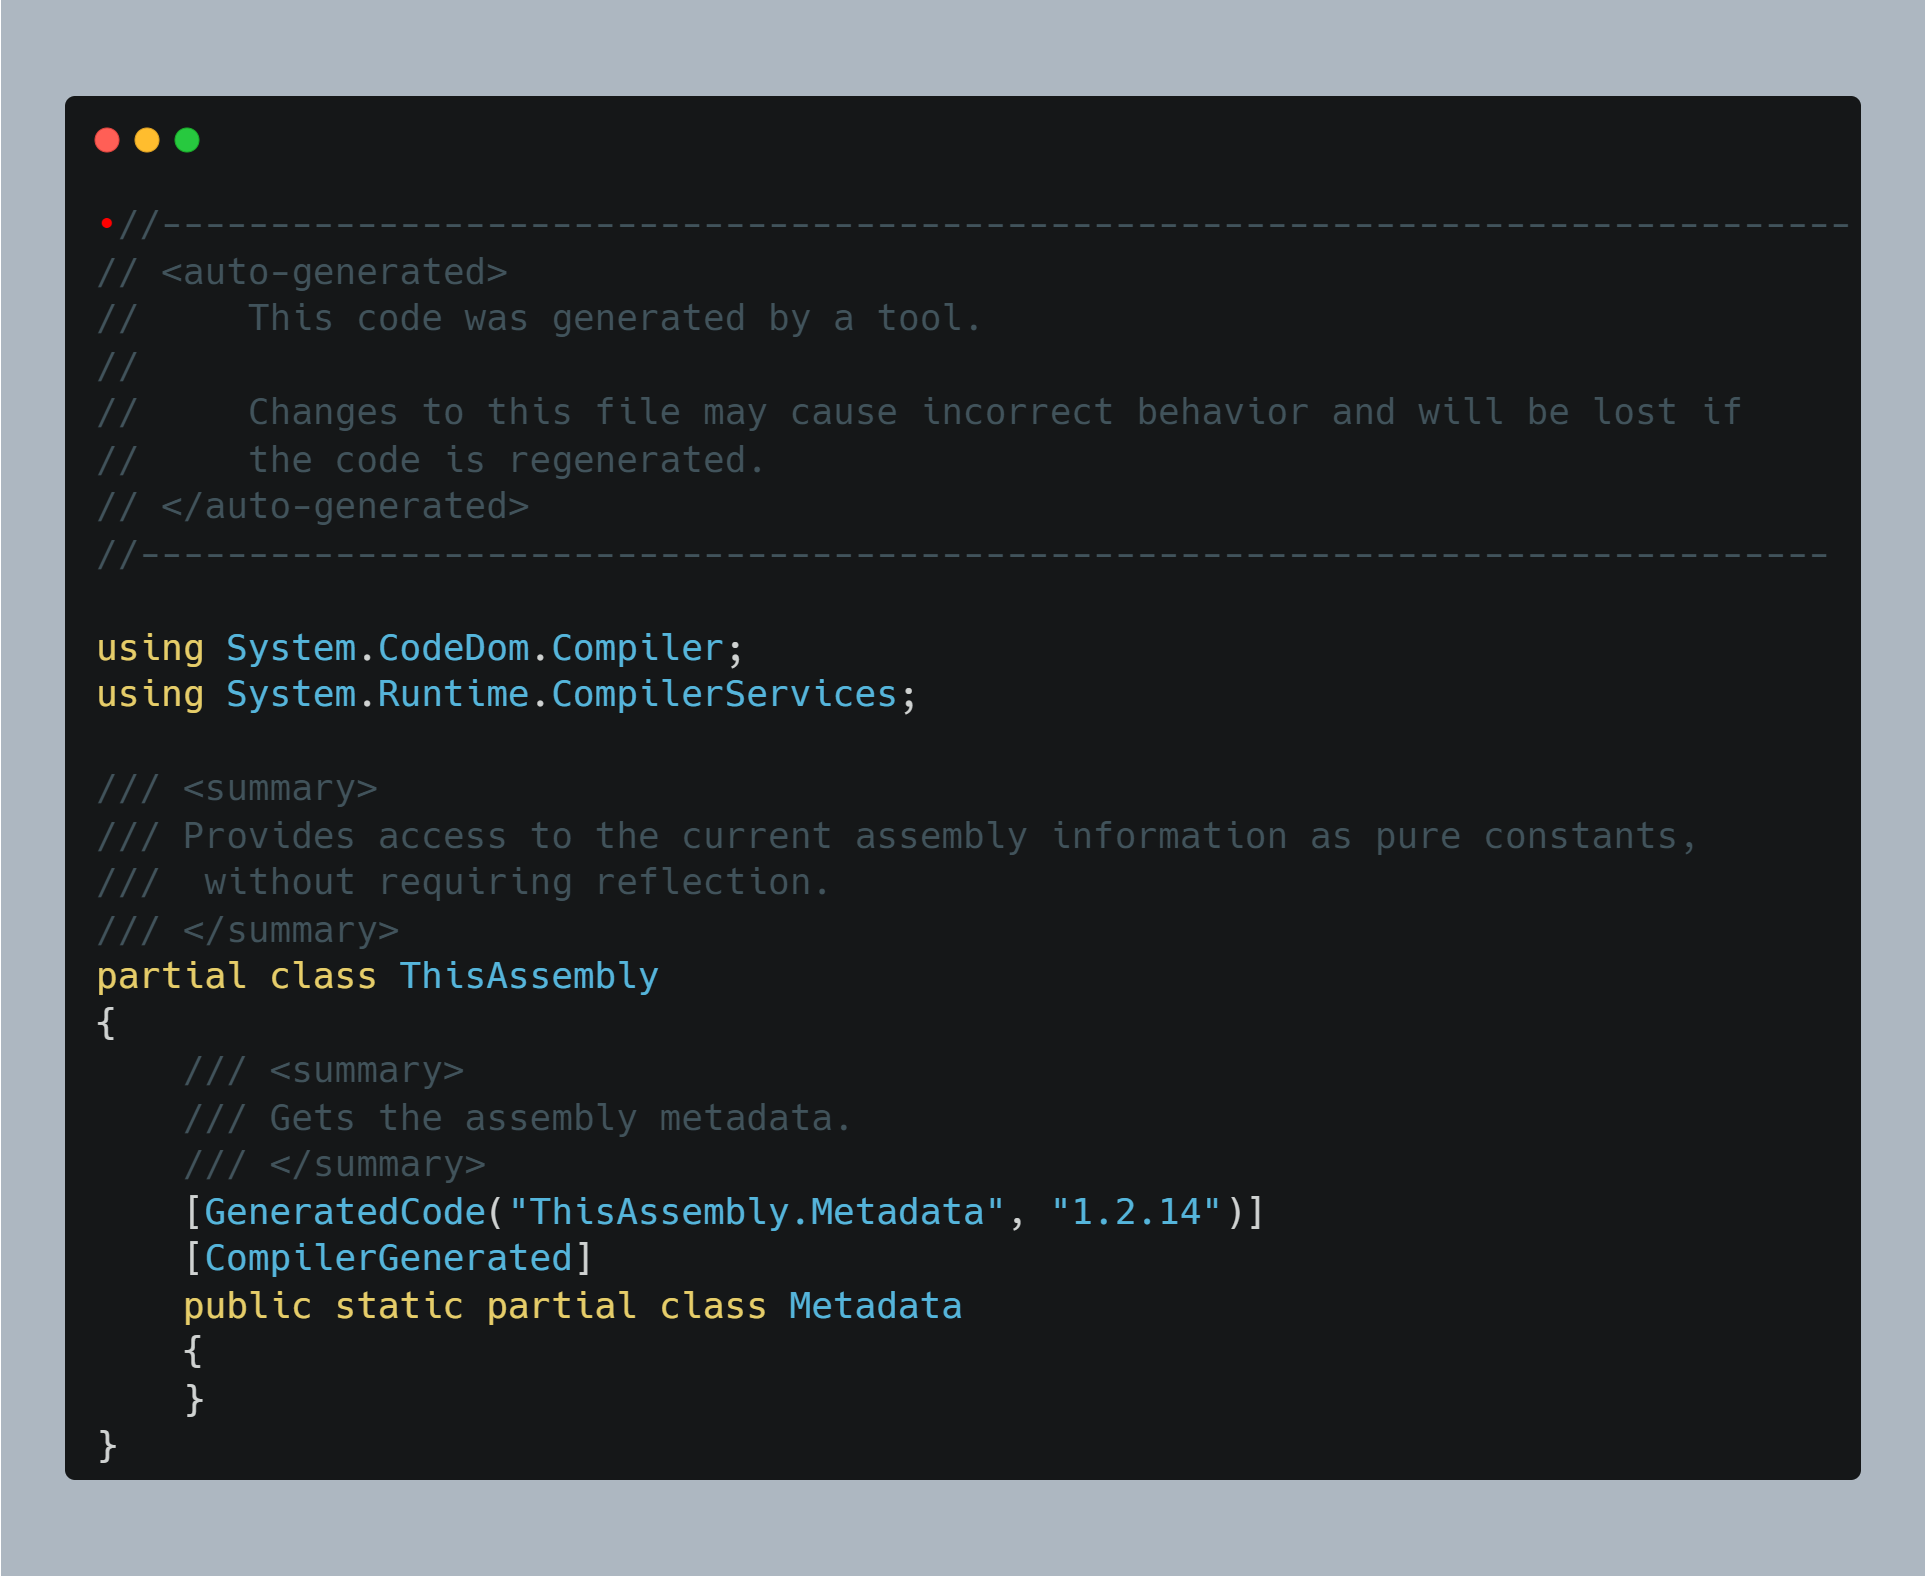 •//------------------------------------------------------------------------------
// <auto-generated>
//     This code was generated by a tool.
//
//     Changes to this file may cause incorrect behavior and will be lost if
//     the code is regenerated.
// </auto-generated>
//------------------------------------------------------------------------------

using System.CodeDom.Compiler;
using System.Runtime.CompilerServices;

/// <summary>
/// Provides access to the current assembly information as pure constants,
///  without requiring reflection.
/// </summary>
partial class ThisAssembly
{
    /// <summary>
    /// Gets the assembly metadata.
    /// </summary>
    [GeneratedCode("ThisAssembly.Metadata", "1.2.14")]
    [CompilerGenerated]
    public static partial class Metadata
    {
    }
}